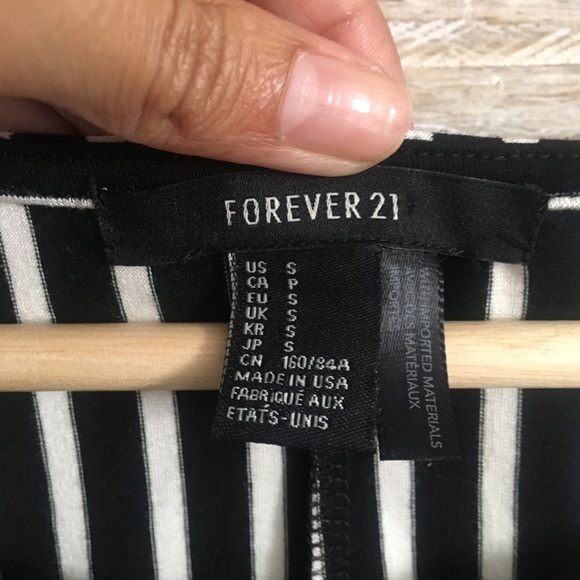 FOREVER 21
US S
CA P
EU S
UK S
KR S
JP S
CN 160/84A
MADE IN USA
FABRIQUÉ AUX
ETATS-UNIS
WITH IMPORTED MATERIALS
AVEC DES MATÉRIAUX
IMPORTÉS